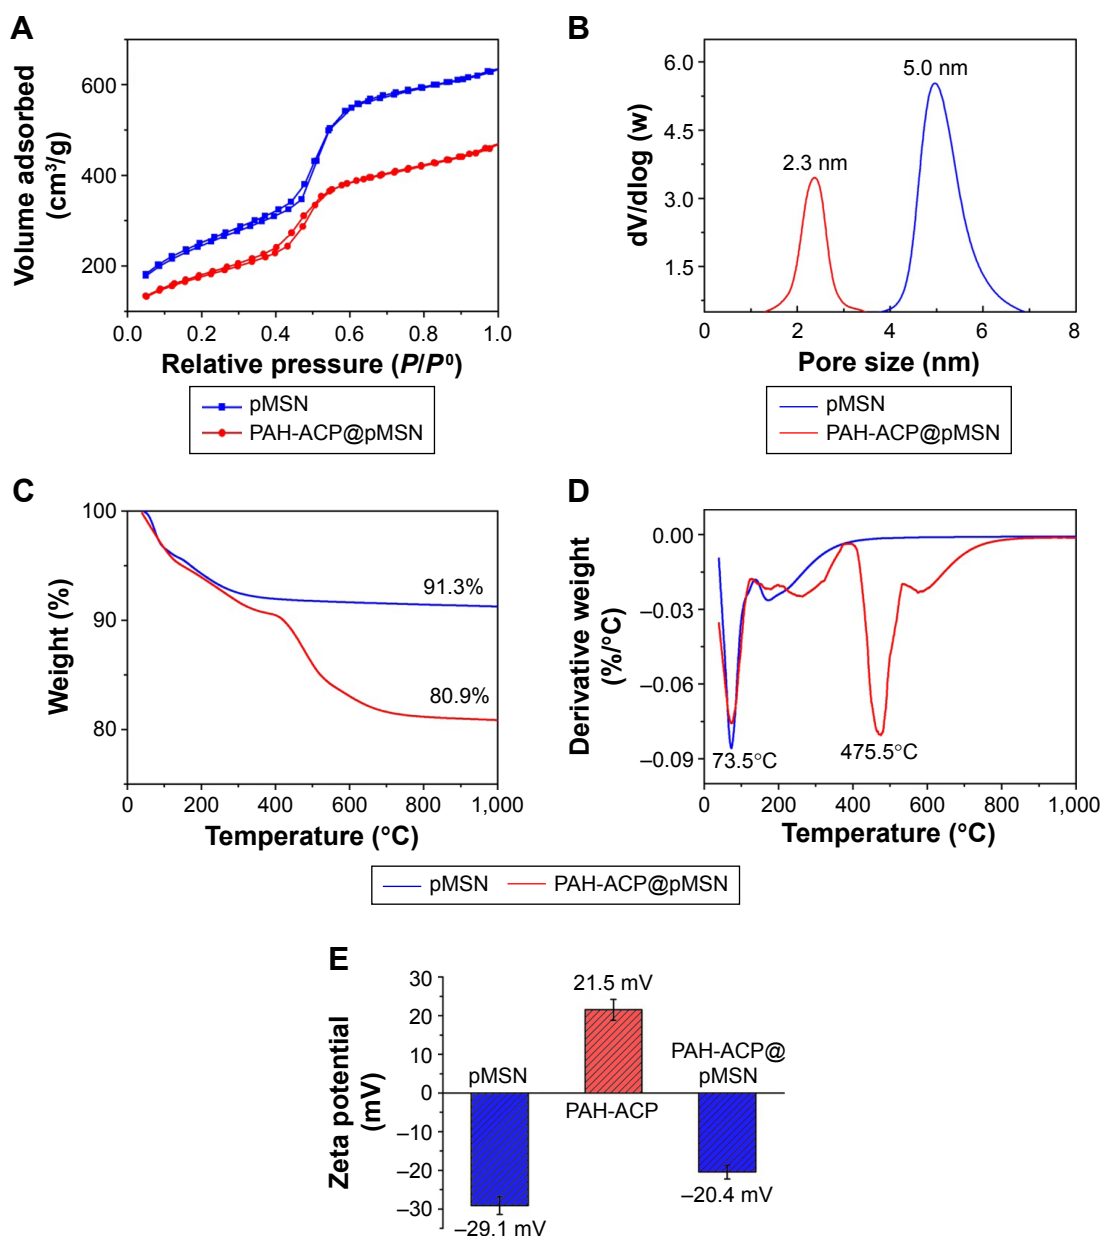 A
Volume adsorbed
(cm³/g)
600
400
200
0.0 0.2 0.4 0.6 0.8 1.0
Relative pressure (P/P⁰)
pMSN
PAH-ACP@pMSN
B
dV/dlog (w)
6.0
4.5
3.0
1.5
5.0 nm
2.3 nm
0 2 4 6 8
Pore size (nm)
pMSN
PAH-ACP@pMSN
C
Weight (%)
100
90
80
91.3%
80.9%
0 200 400 600 800 1,000
Temperature (°C)
D
Derivative weight
(%/°C)
0.00
–0.03
–0.06
–0.09
73.5°C
475.5°C
0 200 400 600 800 1,000
Temperature (°C)
pMSN PAH-ACP@pMSN
E
Zeta potential
(mV)
30
20
10
0
–10
–20
–30
21.5 mV
pMSN
PAH-ACP@
pMSN
PAH-ACP
–20.4 mV
–29.1 mV